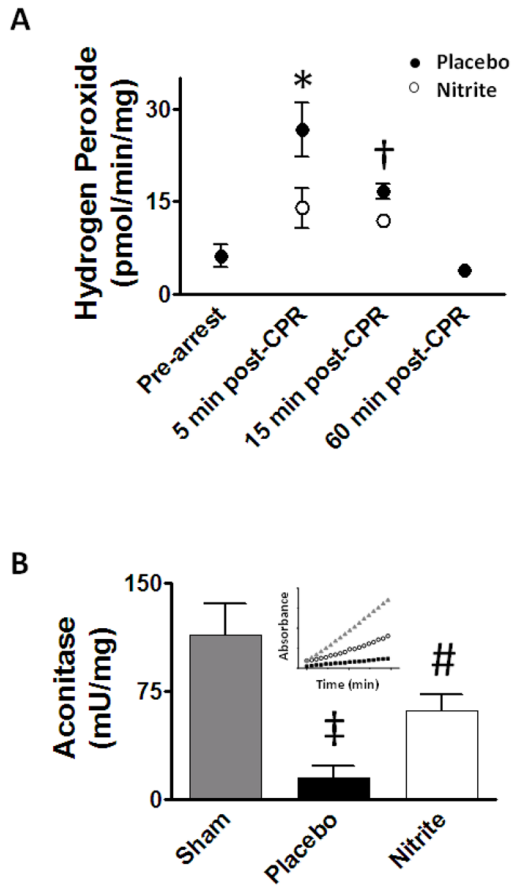 A
Placebo
Nitrite
Hydrogen Peroxide
(pmol/min/mg)
30
15
0
*
†
Pre-arrest
5 min post-CPR
15 min post-CPR
60 min post-CPR
B
Aconitase
(mU/mg)
150
75
0
Absorbance
Time (min)
‡
#
Sham
Placebo
Nitrite